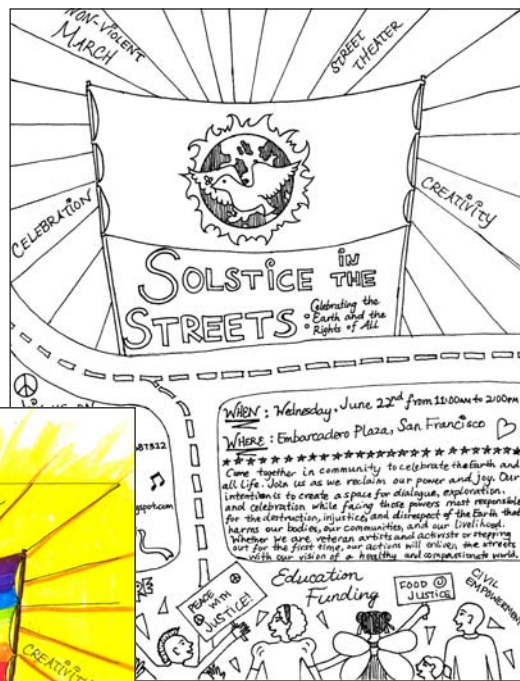 NON-VIOLENT
MARCH
STREET
THEATER
CELEBRATION
CREATIVITY
SOLSTICE IN THE
STREETS:
Celebrating the
Earth and the
Rights of All
WHEN: Wednesday, June 22nd from 11:00AM to 2:00PM
WHERE: Embarcadero Plaza, San Francisco
Come together in community to celebrate the Earth and
all Life. Join us as we reclaim our power and Joy. Our
intention is to create a space for dialogue, exploration,
and celebration while facing those powers most responsible
for the destruction, injustice, and disrespect of the Earth that
harms our bodies, our communities, and our livelihood.
Whether we are veteran artists and activists or stepping
out for the first time, our actions will enliven the streets
with our vision of a healthy and compassionate world.
Education
Funding
PEACE WITH
JUSTICE!
FOOD
JUSTICE
CIVIL
EMPOWERMENT
CREATIVITY